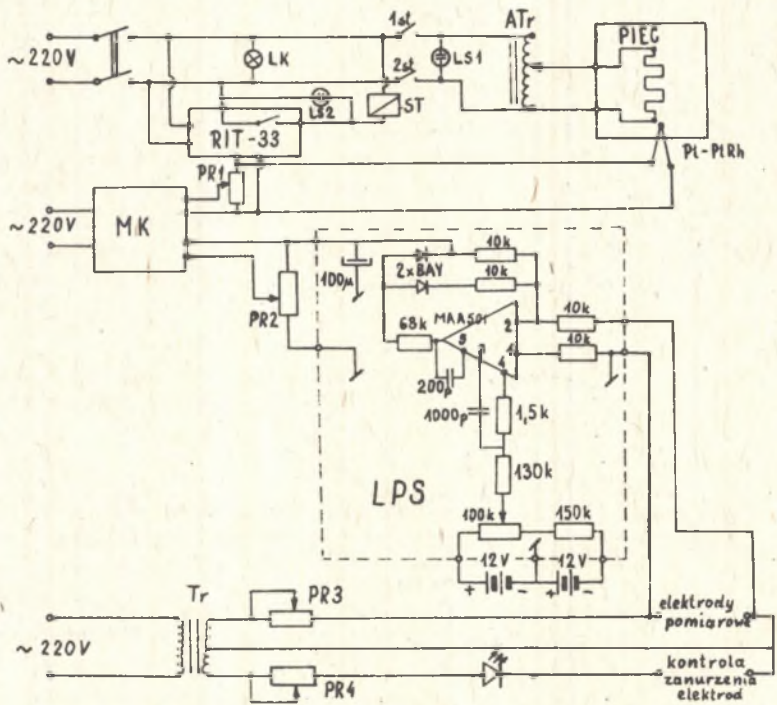 ~220V
LK
1st
2st
LS1
ATr
PIEC
LS2
ST
RIT-33
Pt-PtRh
PR1
~220V
MK
PR2
100µ
2xBAY
10k
10k
MAA501
68k
2
1
3
4
10k
10k
200p
1000p
1,5k
130k
LPS
100k
150k
12V
12V
+
-
+
-
Tr
PR3
~220V
PR4
elektrody
pomiarowe
kontrola
zanurzenia
elektrod